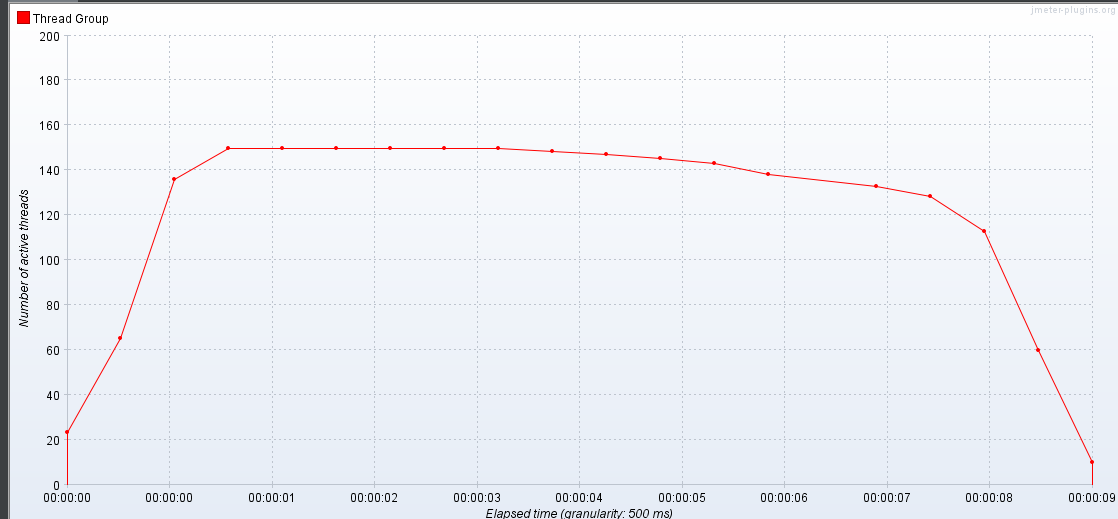 jmeter-plugins.org
Thread Group
200
180
160
140
120
100
80
60
40
20
0
Number of active threads
00:00:00 00:00:00 00:00:01 00:00:02 00:00:03 00:00:04 00:00:05 00:00:06 00:00:07 00:00:08 00:00:09
Elapsed time (granularity: 500 ms)